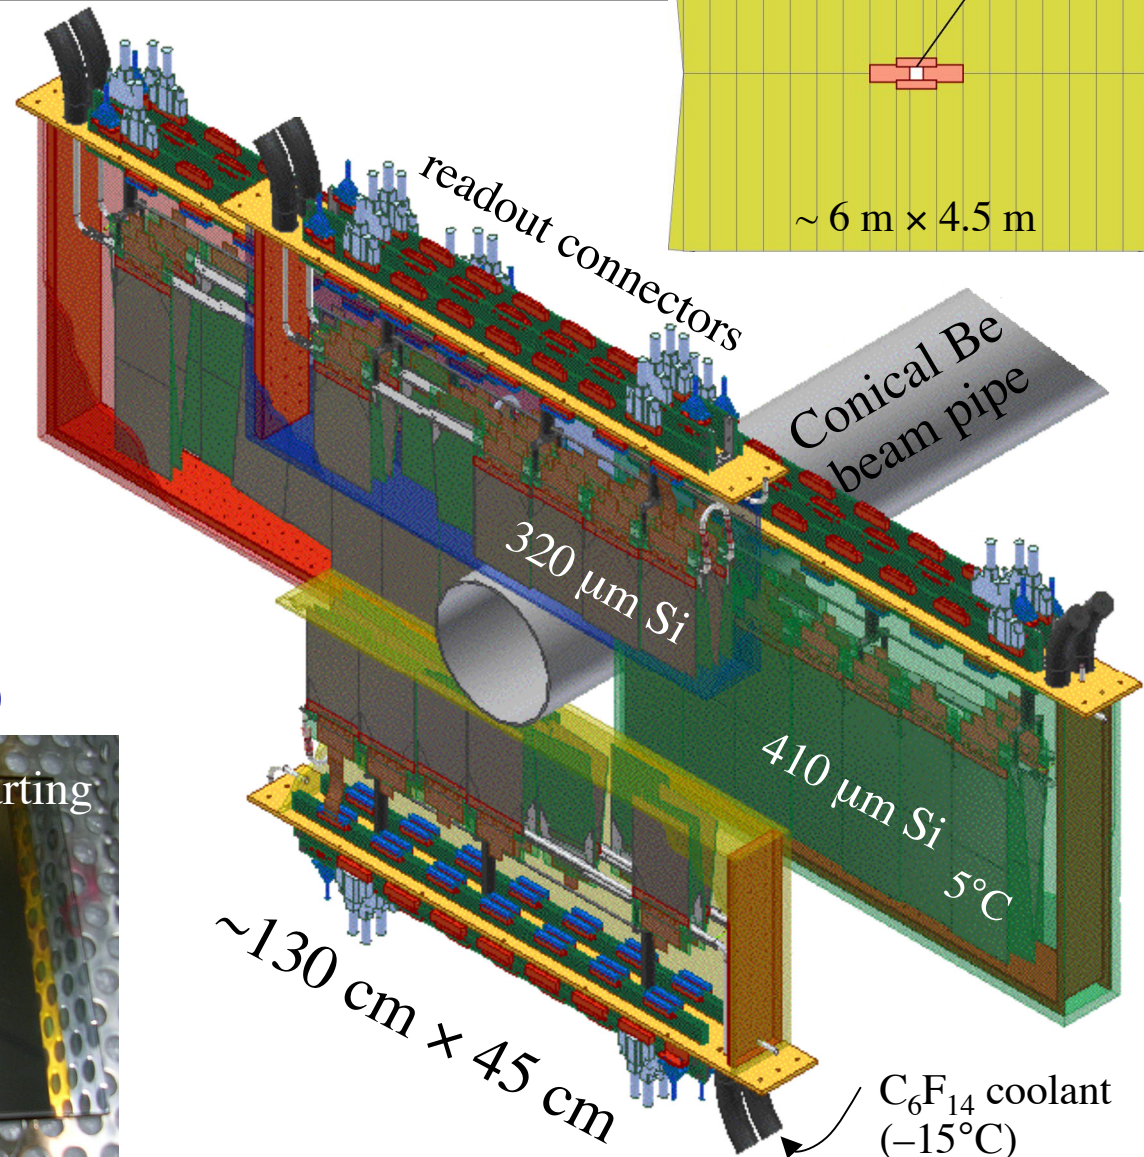 ~ 6 m × 4.5 m
readout connectors
Conical Be
beam pipe
320 μm Si
410 μm Si
5°C
~130 cm × 45 cm
C₆F₁₄ coolant
(–15°C)